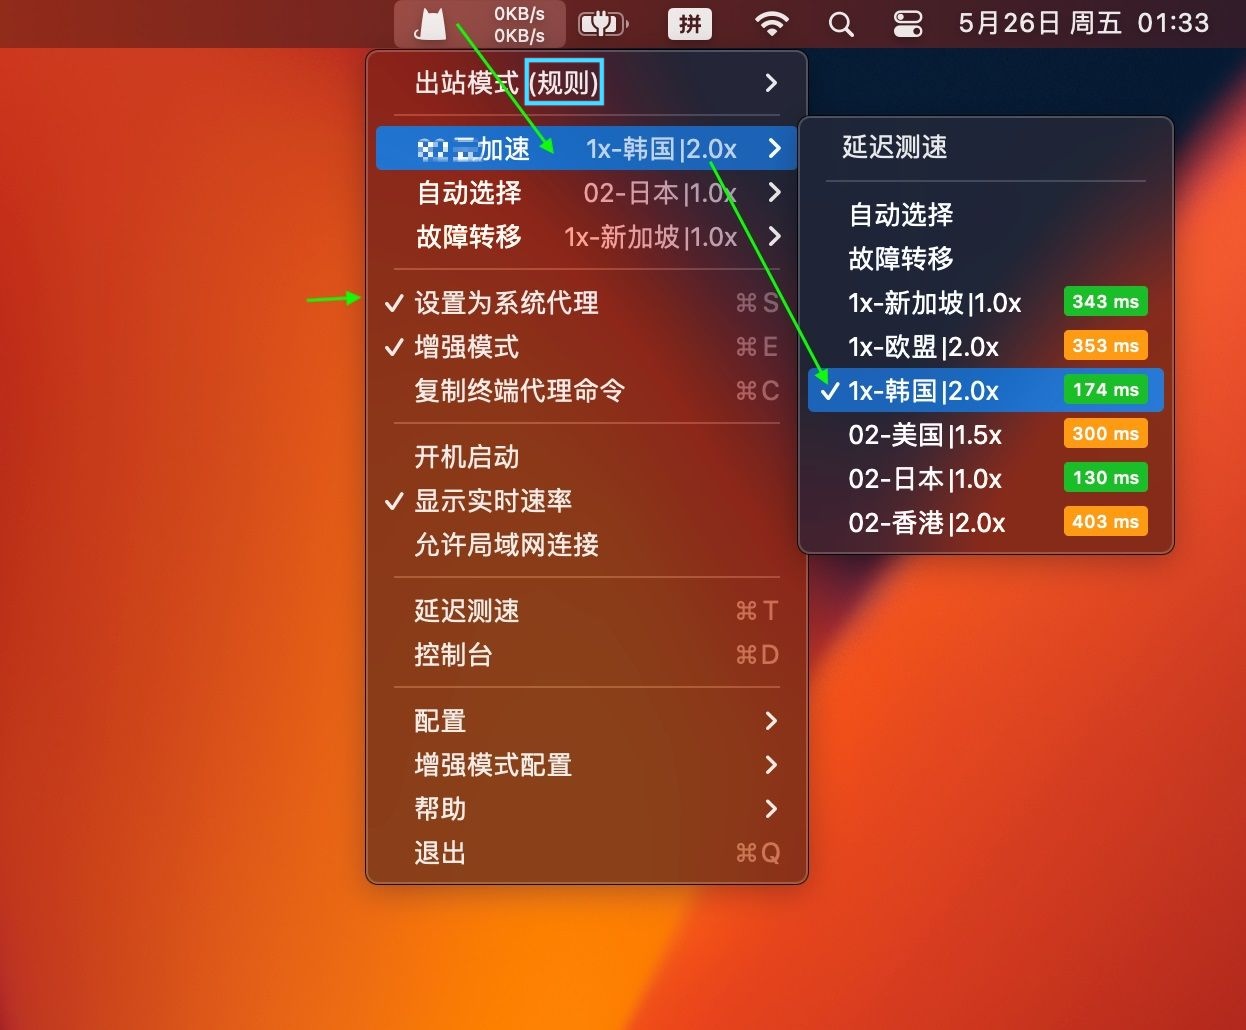 0KB/s
0KB/s
拼
5月26日 周五 01:33
出站模式 (规则)
加速 1x-韩国|2.0x
自动选择 02-日本|1.0x
故障转移 1x-新加坡|1.0x
✓ 设置为系统代理 ⌘S
✓ 增强模式 ⌘E
复制终端代理命令 ⌘C
开机启动
✓ 显示实时速率
允许局域网连接
延迟测速 ⌘T
控制台 ⌘D
配置
增强模式配置
帮助
退出 ⌘Q
延迟测速
自动选择
故障转移
1x-新加坡|1.0x 343 ms
1x-欧盟|2.0x 353 ms
✓ 1x-韩国|2.0x 174 ms
02-美国|1.5x 300 ms
02-日本|1.0x 130 ms
02-香港|2.0x 403 ms